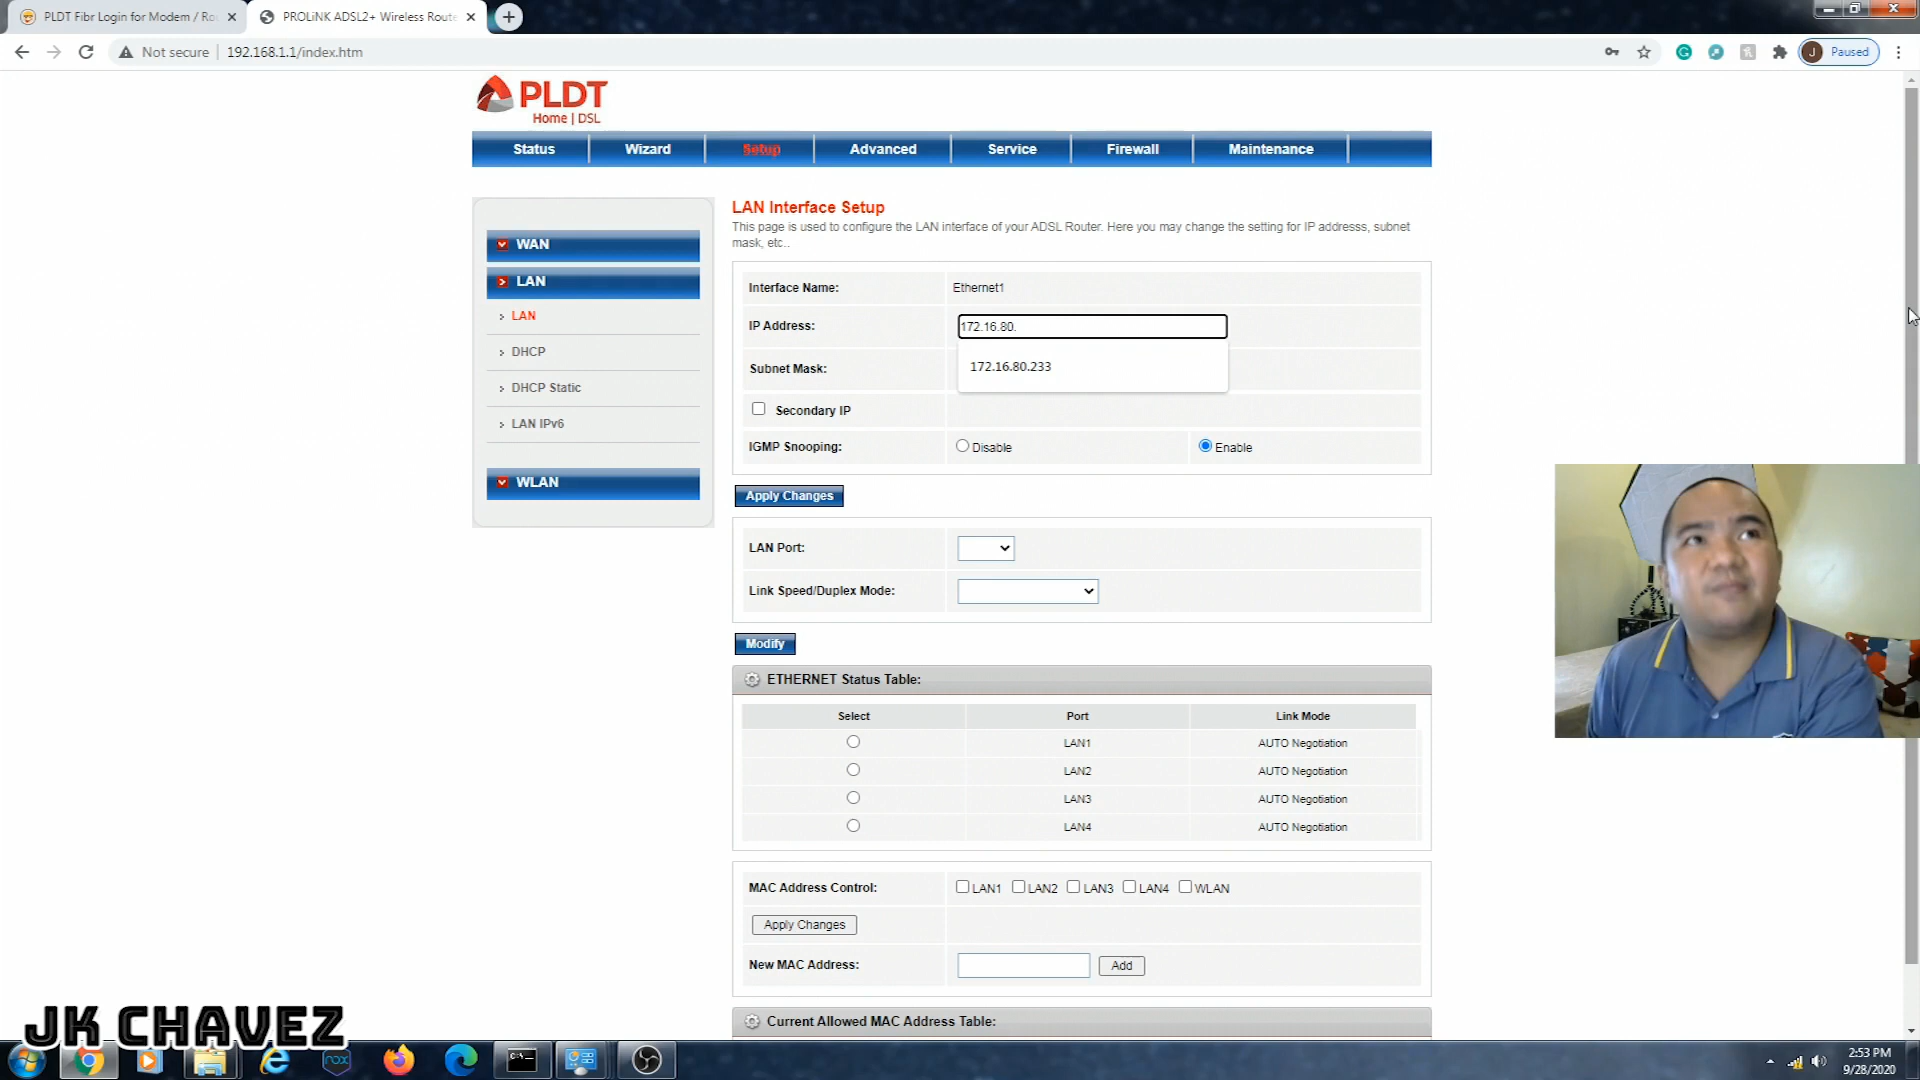 PLDT Fibr Login for Modem / Ro
PROLiNK ADSL2+ Wireless Route
Not secure
192.168.1.1/index.htm
J
Paused
PLDT
Home | DSL
Status
Wizard
Setup
Advanced
Service
Firewall
Maintenance
WAN
LAN
LAN
DHCP
DHCP Static
LAN IPv6
WLAN
LAN Interface Setup
This page is used to configure the LAN interface of your ADSL Router. Here you may change the setting for IP addresss, subnet
mask, etc..
Interface Name:
Ethernet1
IP Address:
172.16.80.
172.16.80.233
Subnet Mask:
Secondary IP
IGMP Snooping:
Disable
Enable
Apply Changes
LAN Port:
Link Speed/Duplex Mode:
Modify
ETHERNET Status Table:
Select
Port
Link Mode
LAN1
AUTO Negotiation
LAN2
AUTO Negotiation
LAN3
AUTO Negotiation
LAN4
AUTO Negotiation
MAC Address Control:
LAN1
LAN2
LAN3
LAN4
WLAN
Apply Changes
New MAC Address:
Add
Current Allowed MAC Address Table:
JK CHAVEZ
nox
2:53 PM
9/28/2020